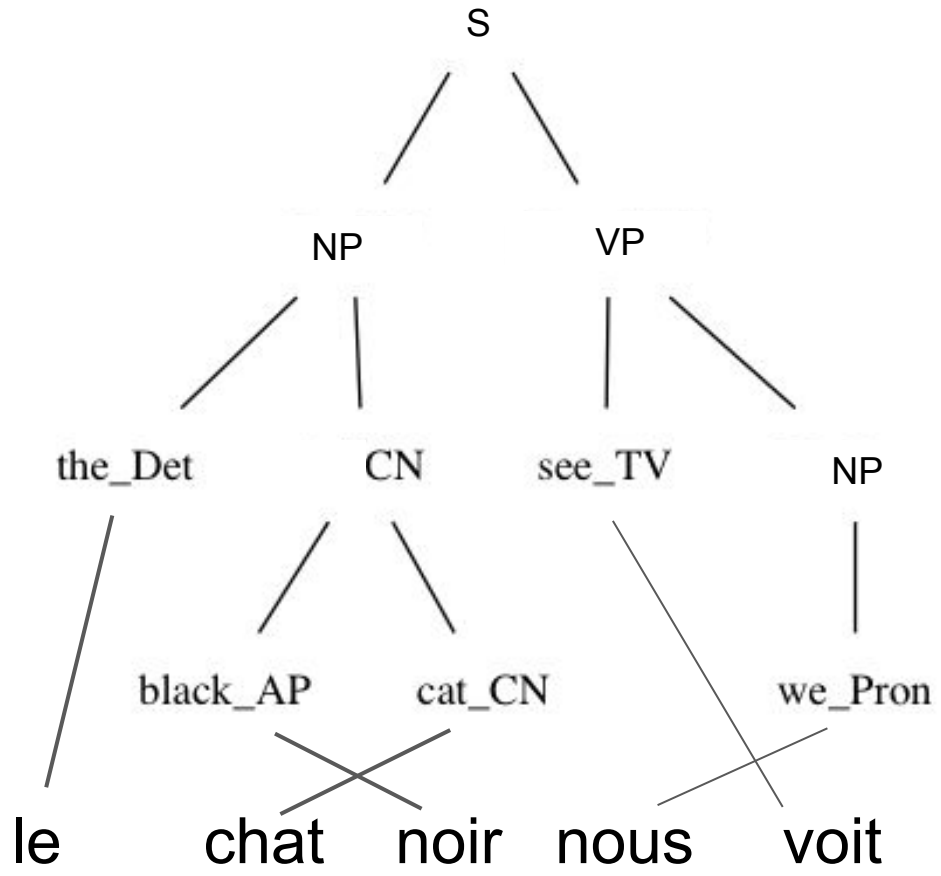 S
NP VP
the_Det CN see_TV NP
black_AP cat_CN we_Pron
le chat noir nous voit